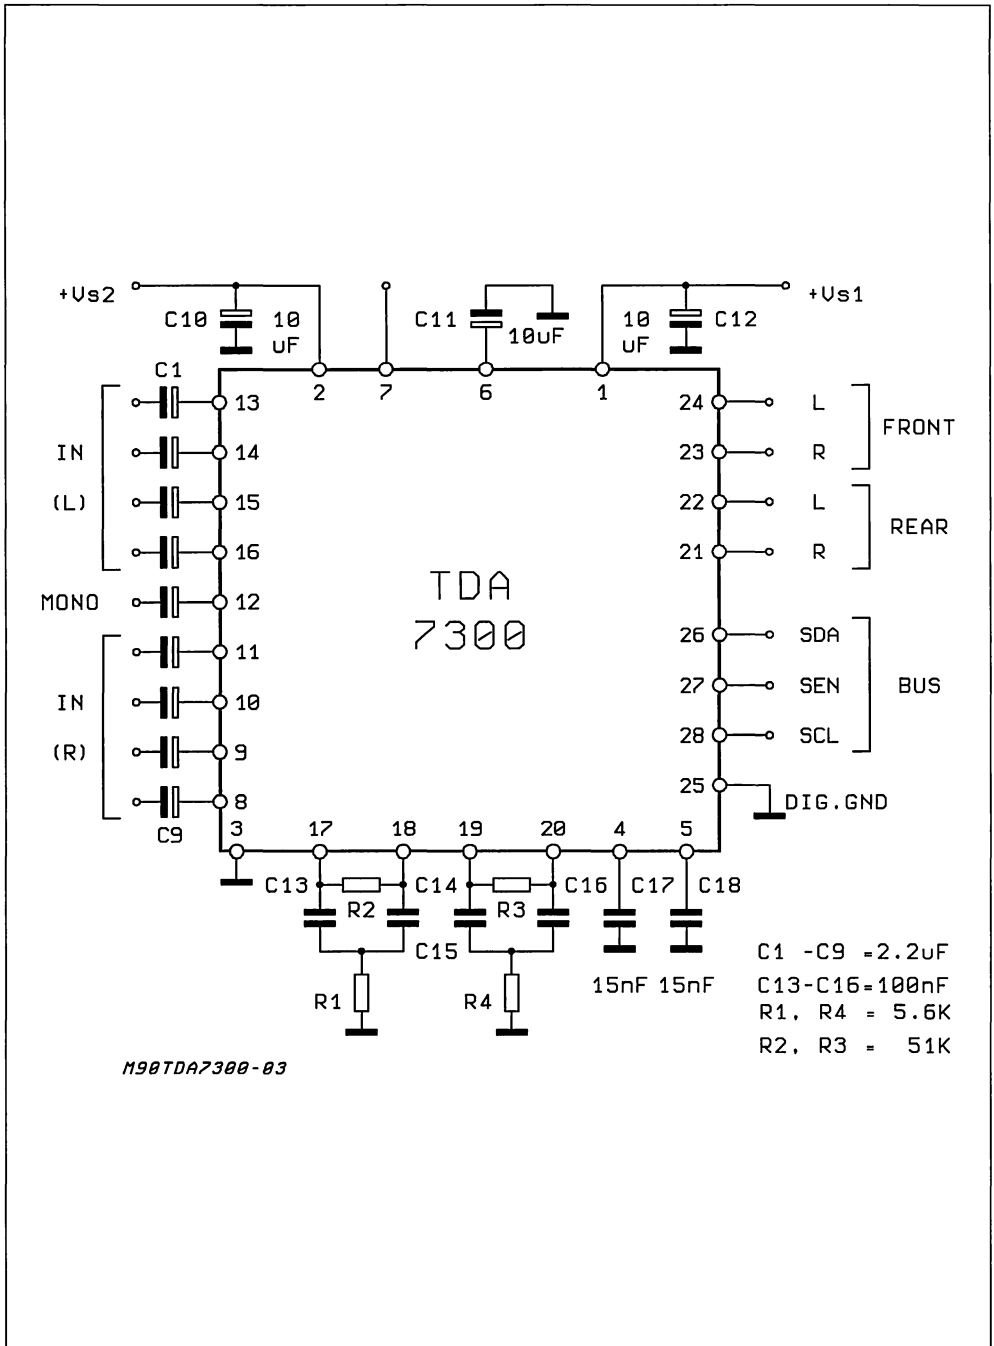 +Vs2
+Vs1
C10
10
uF
C11
10uF
10
uF
C12
C1
2
7
6
1
13
24
L
FRONT
IN
14
23
R
(L)
15
22
L
REAR
16
21
R
TDA
7300
MONO
12
26
SDA
11
IN
10
27
SEN
BUS
(R)
9
28
SCL
8
25
DIG.GND
C9
3
17
18
19
20
4
5
C13
R2
C14
R3
C16
C17
C18
C15
R1
R4
15nF
15nF
C1 -C9 =2.2uF
C13-C16=100nF
R1, R4 = 5.6K
R2, R3 = 51K
M90TDA7300-03